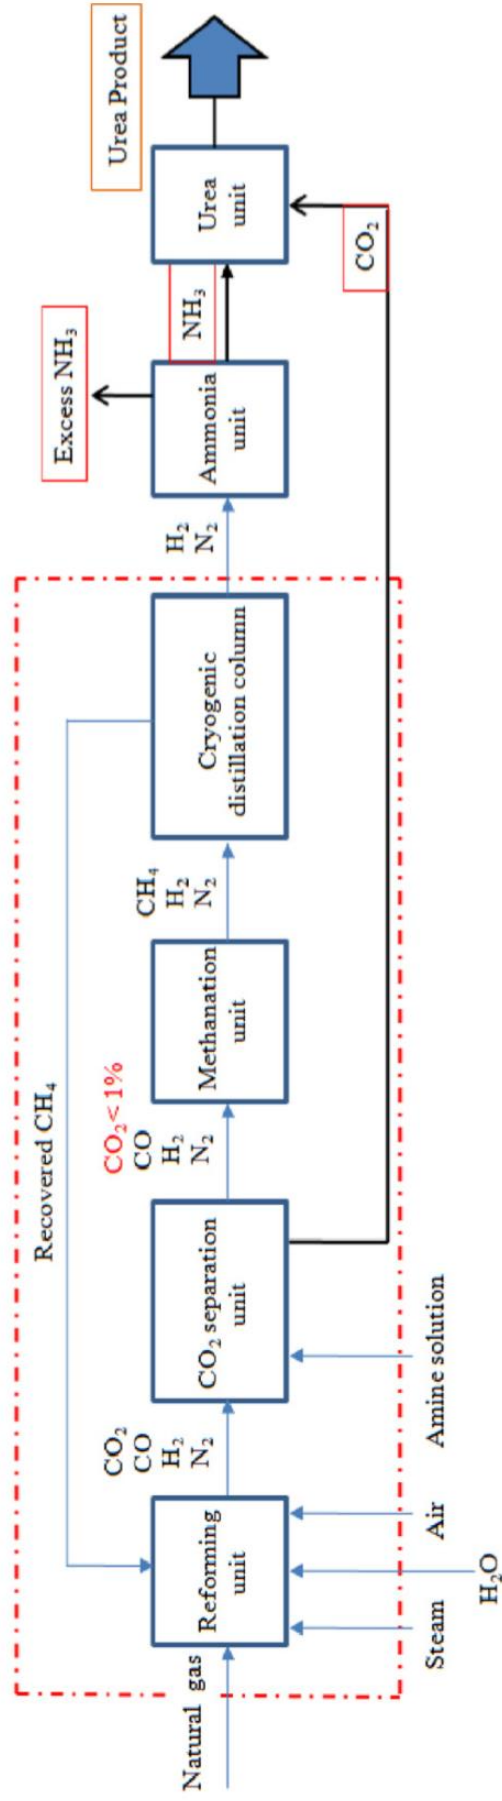 Recovered CH₄
Natural gas
Reforming
unit
Steam
H₂O
Air
CO₂
CO
H₂
N₂
CO₂ separation
unit
Amine solution
CO₂< 1%
CO
H₂
N₂
Methanation
unit
CH₄
H₂
N₂
Cryogenic
distillation column
H₂
N₂
Ammonia
unit
Excess NH₃
NH₃
Urea
unit
CO₂
Urea Product